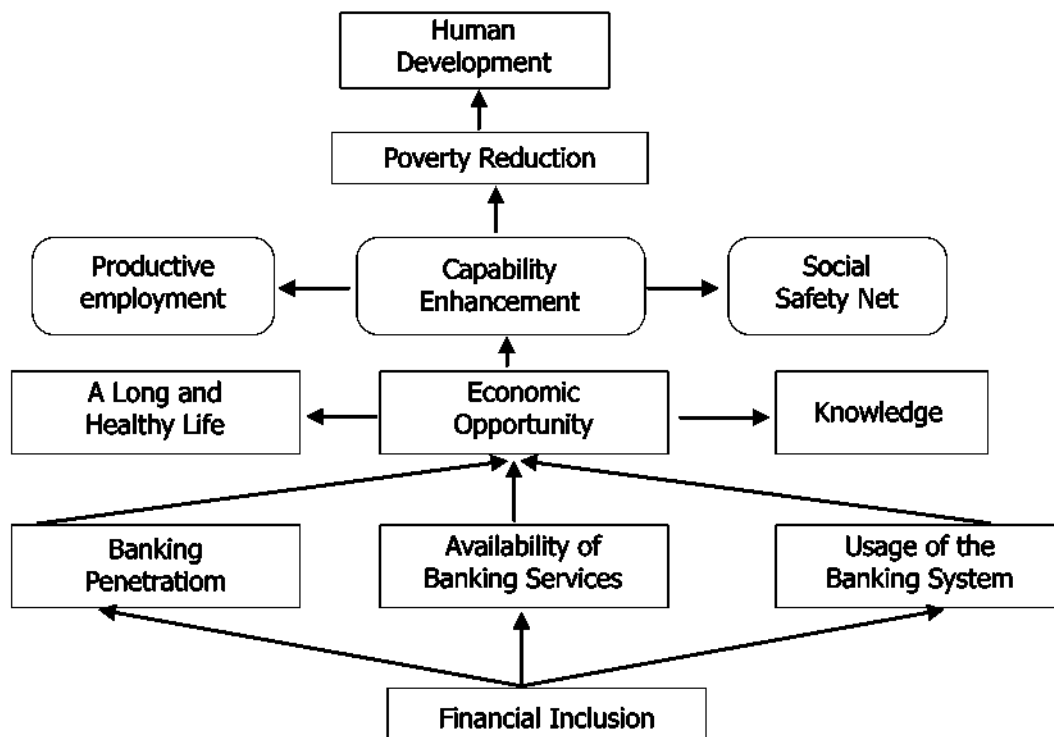 Human
Development
Poverty Reduction
Productive
employment
Capability
Enhancement
Social
Safety Net
A Long and
Healthy Life
Economic
Opportunity
Knowledge
Banking
Penetratiom
Availability of
Banking Services
Usage of the
Banking System
Financial Inclusion